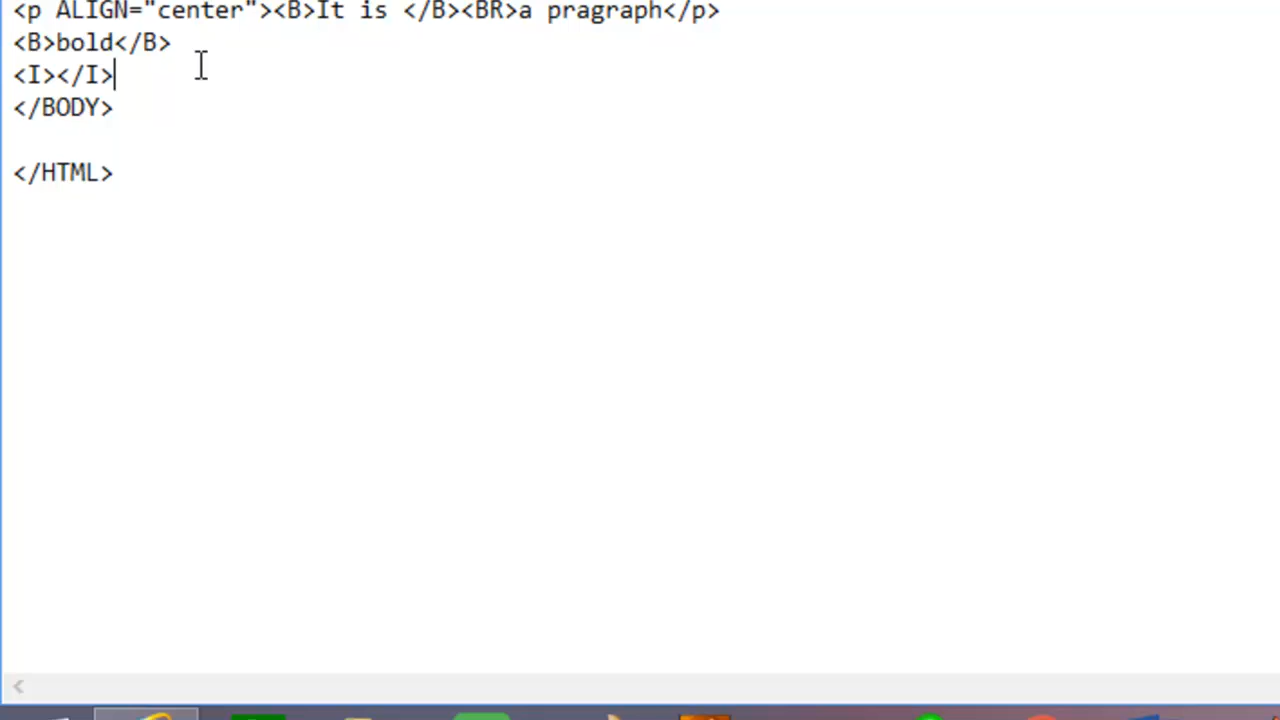 <p ALIGN="center"><B>It is </B><BR>a pragraph</p>
<B>bold</B>
<I></I>
</BODY>
</HTML>